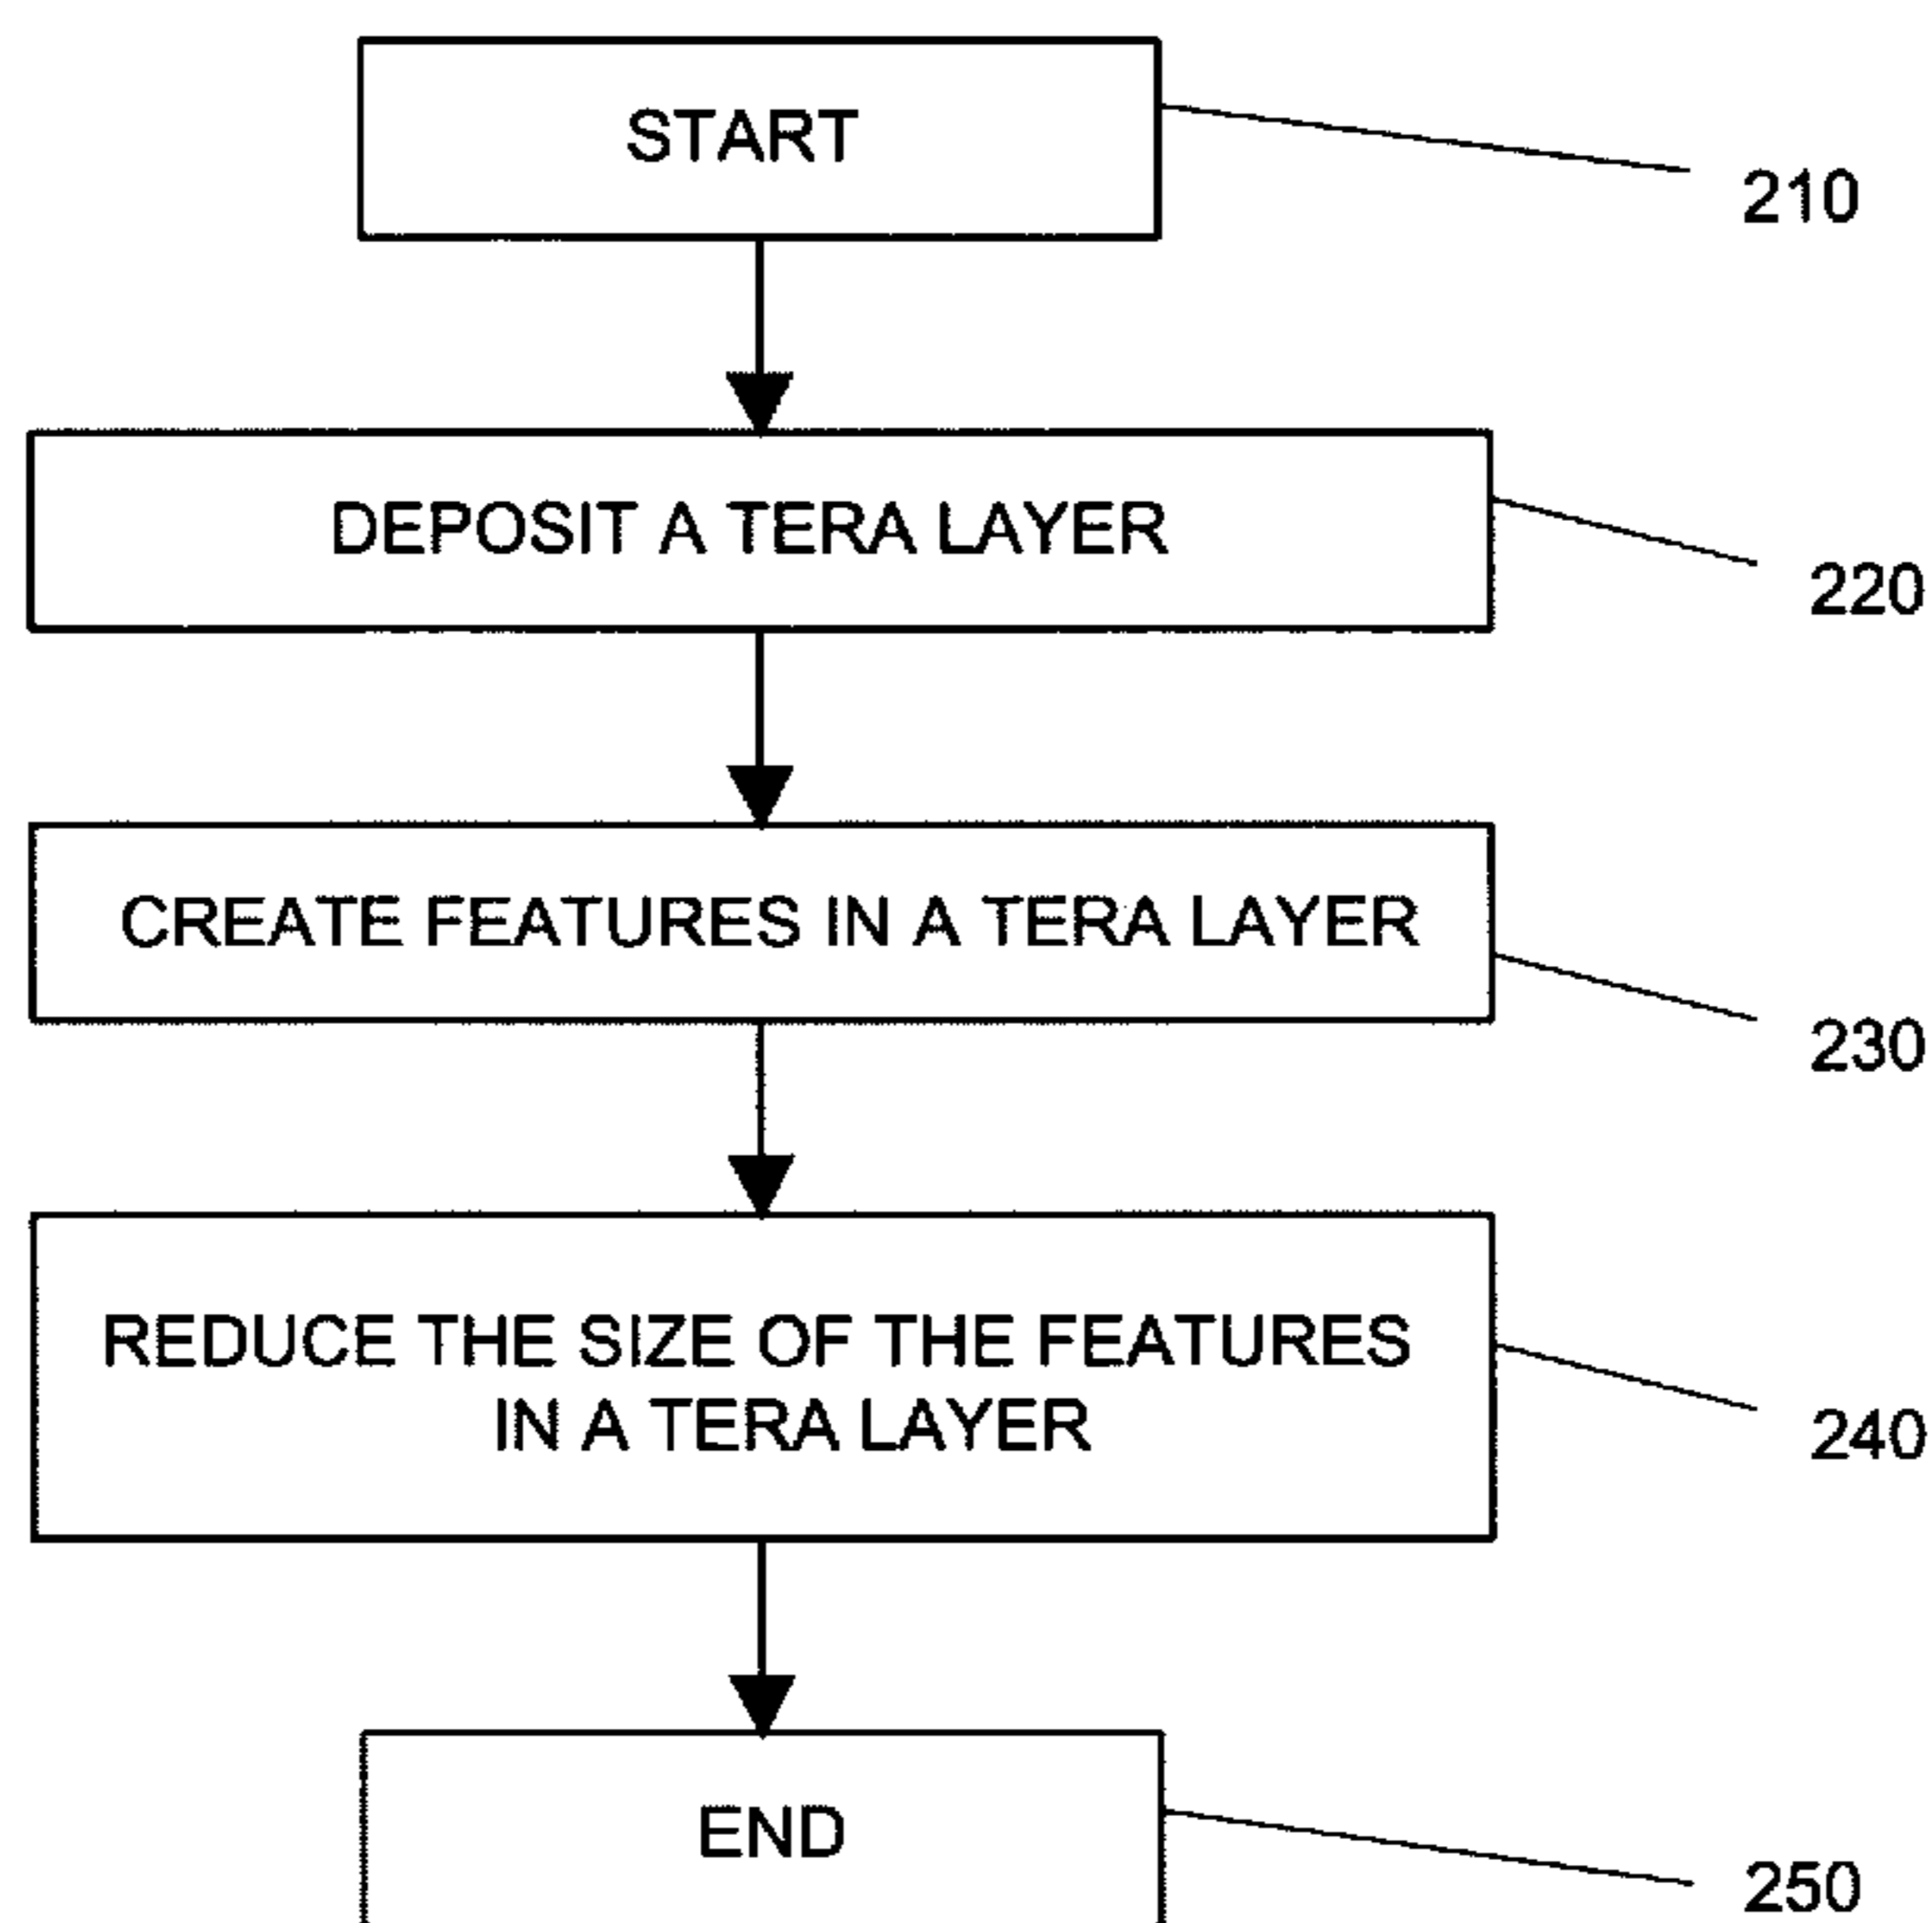 START
210
DEPOSIT A TERA LAYER
220
CREATE FEATURES IN A TERA LAYER
230
REDUCE THE SIZE OF THE FEATURES
IN A TERA LAYER
240
END
250